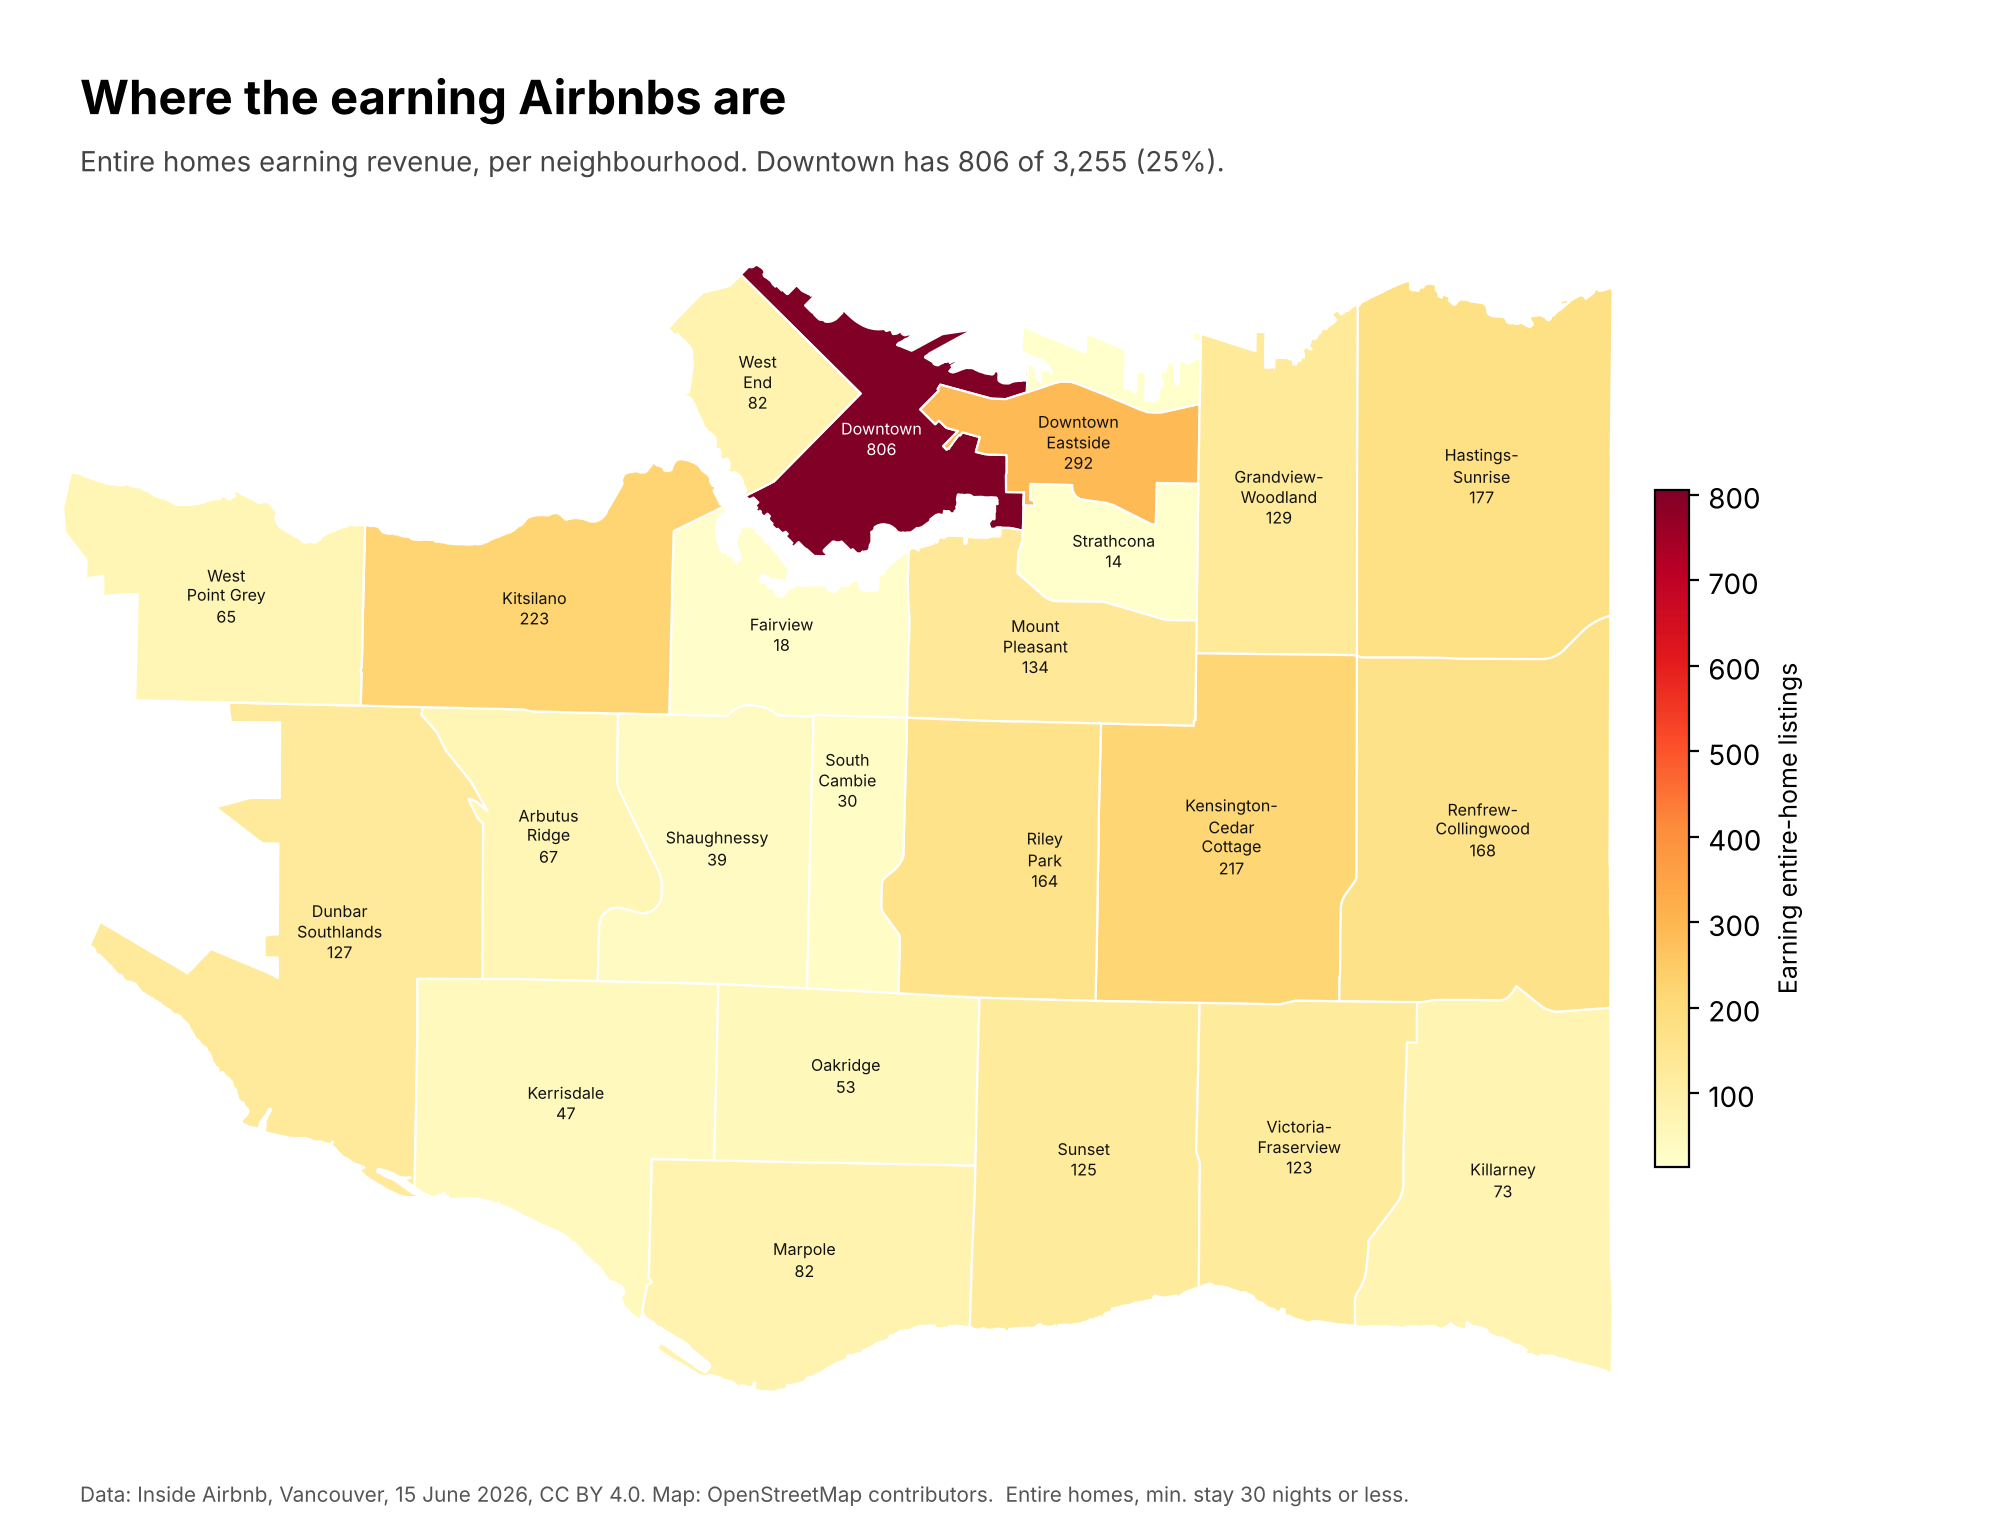 Where the earning Airbnbs are
Entire homes earning revenue, per neighbourhood. Downtown has 806 of 3,255 (25%).
West
End
82
Downtown
806
Downtown
Eastside
292
Grandview-
Woodland
129
Hastings-
Sunrise
177
Strathcona
14
West
Point Grey
65
Kitsilano
223
Fairview
18
Mount
Pleasant
134
South
Cambie
30
Arbutus
Ridge
67
Shaughnessy
39
Riley
Park
164
Kensington-
Cedar
Cottage
217
Renfrew-
Collingwood
168
Dunbar
Southlands
127
Kerrisdale
47
Oakridge
53
Sunset
125
Victoria-
Fraserview
123
Killarney
73
Marpole
82
800
700
600
500
400
300
200
100
Earning entire-home listings
Data: Inside Airbnb, Vancouver, 15 June 2026, CC BY 4.0. Map: OpenStreetMap contributors.  Entire homes, min. stay 30 nights or less.